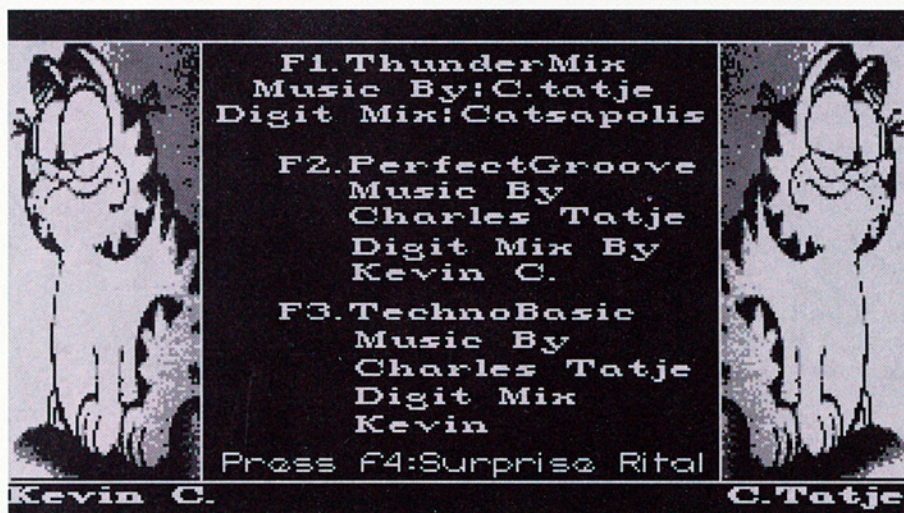 F1.ThunderMix
Music By:C.tatje
Digit Mix:Catsapolis
F2.PerfectGroove
Music By
Charles Tatje
Digit Mix By
Kevin C.
F3.TechnoBasic
Music By
Charles Tatje
Digit Mix
Kevin
Press F4:Surprise Rital
Kevin C. C.Tatje